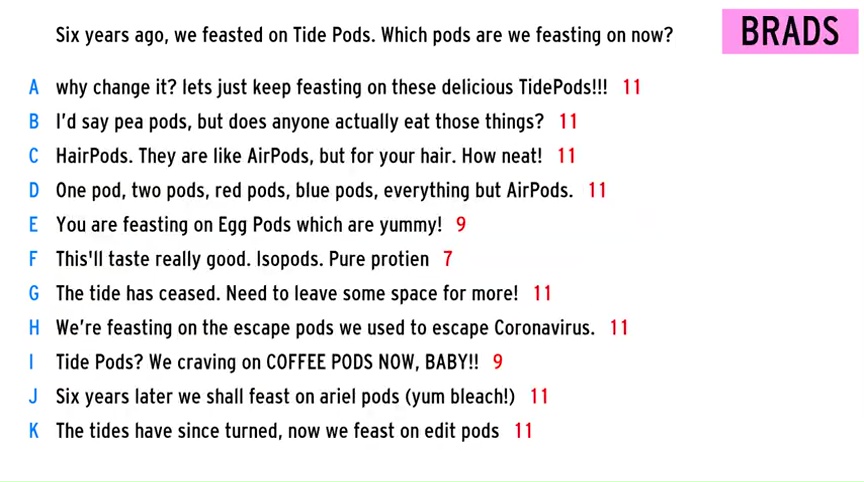 Six years ago, we feasted on Tide Pods. Which pods are we feasting on now?
BRADS
A why change it? lets just keep feasting on these delicious TidePods!!! 11
B I'd say pea pods, but does anyone actually eat those things? 11
C HairPods. They are like AirPods, but for your hair. How neat! 11
D One pod, two pods, red pods, blue pods, everything but AirPods. 11
E You are feasting on Egg Pods which are yummy! 9
F This'll taste really good. Isopods. Pure protien 7
G The tide has ceased. Need to leave some space for more! 11
H We're feasting on the escape pods we used to escape Coronavirus. 11
I Tide Pods? We craving on COFFEE PODS NOW, BABY!! 9
J Six years later we shall feast on ariel pods (yum bleach!) 11
K The tides have since turned, now we feast on edit pods 11